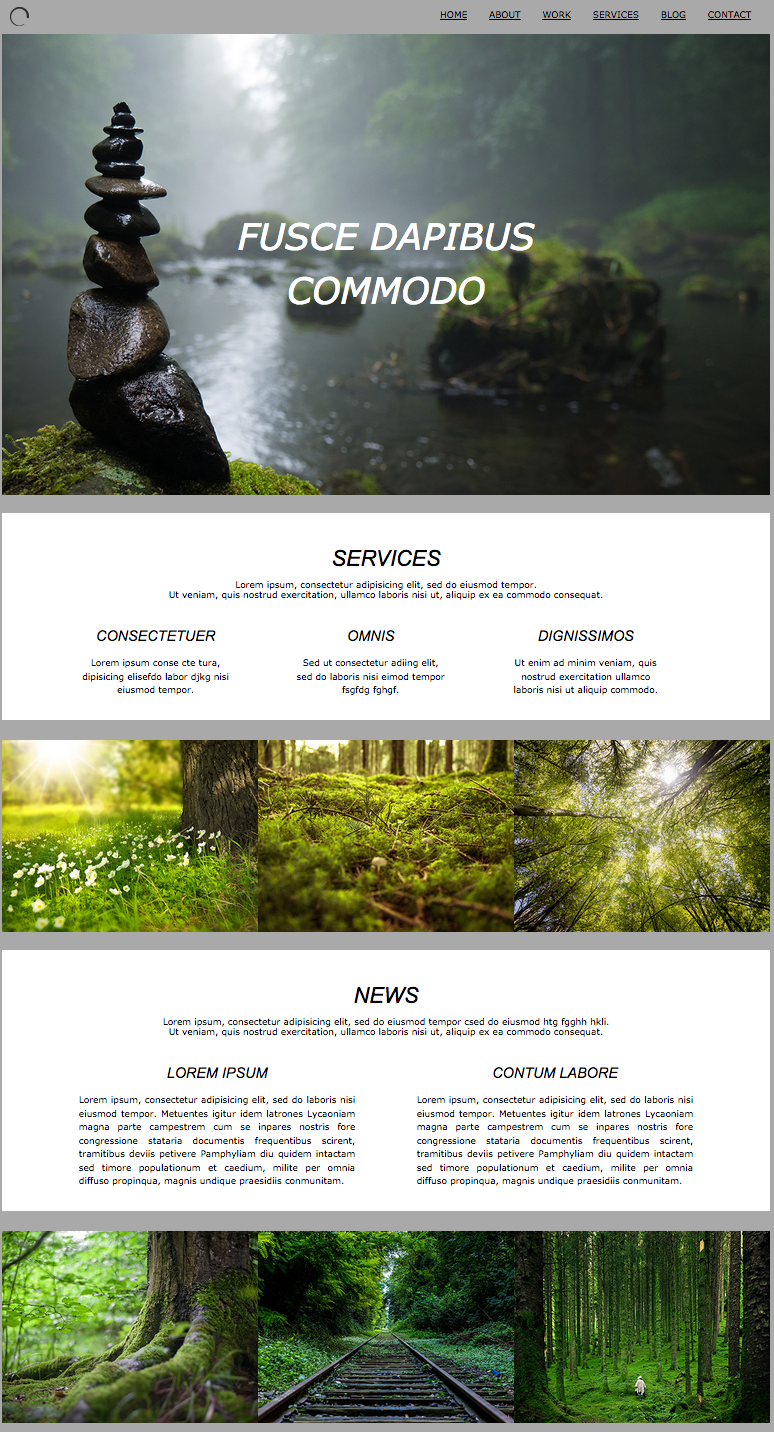 HOME ABOUT WORK SERVICES BLOG CONTACT
FUSCE DAPIBUS
COMMODO
SERVICES
Lorem ipsum, consectetur adipisicing elit, sed do eiusmod tempor.
Ut veniam, quis nostrud exercitation, ullamco laboris nisi ut, aliquip ex ea commodo consequat.
CONSECTETUER
Lorem ipsum conse cte tura,
dipisicing elisefdo labor djkg nisi
eiusmod tempor.
OMNIS
Sed ut consectetur adiing elit,
sed do laboris nisi eimod tempor
fsgfdg fghgf.
DIGNISSIMOS
Ut enim ad minim veniam, quis
nostrud exercitation ullamco
laboris nisi ut aliquip commodo.
NEWS
Lorem ipsum, consectetur adipisicing elit, sed do eiusmod tempor csed do eiusmod htg fgghh hkli.
Ut veniam, quis nostrud exercitation, ullamco laboris nisi ut, aliquip ex ea commodo consequat.
LOREM IPSUM
Lorem ipsum, consectetur adipisicing elit, sed do laboris nisi
eiusmod tempor. Metuentes igitur idem latrones Lycaoniam
magna parte campestrem cum se inpares nostris fore
congressione stataria documentis frequentibus scirent,
tramitibus deviis petivere Pamphyliam diu quidem intactam
sed timore populationum et caedium, milite per omnia
diffuso propinqua, magnis undique praesidiis conmunitam.
CONTUM LABORE
Lorem ipsum, consectetur adipisicing elit, sed do laboris nisi
eiusmod tempor. Metuentes igitur idem latrones Lycaoniam
magna parte campestrem cum se inpares nostris fore
congressione stataria documentis frequentibus scirent,
tramitibus deviis petivere Pamphyliam diu quidem intactam
sed timore populationum et caedium, milite per omnia
diffuso propinqua, magnis undique praesidiis conmunitam.